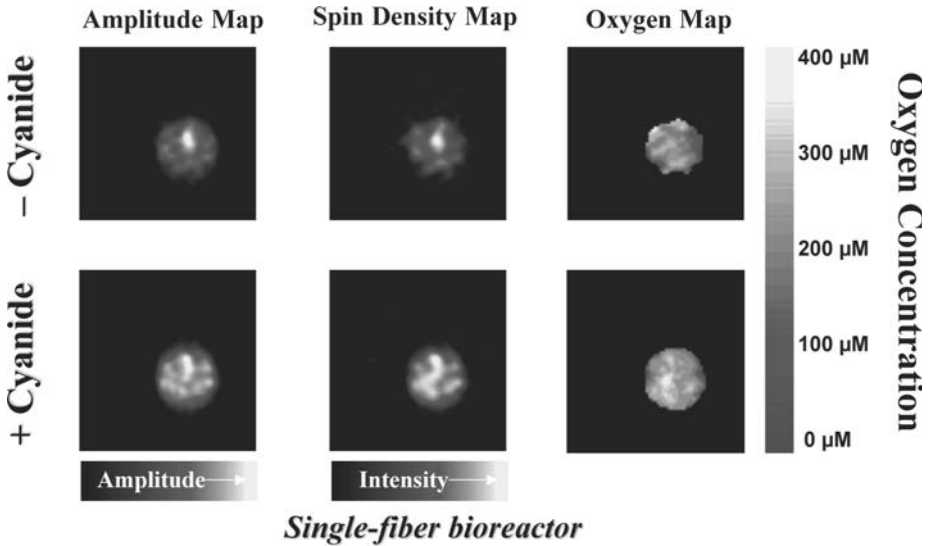 Amplitude Map
Spin Density Map
Oxygen Map
– Cyanide
+ Cyanide
400 µM
300 µM
200 µM
100 µM
0 µM
Oxygen Concentration
Amplitude
Intensity
Single-fiber bioreactor